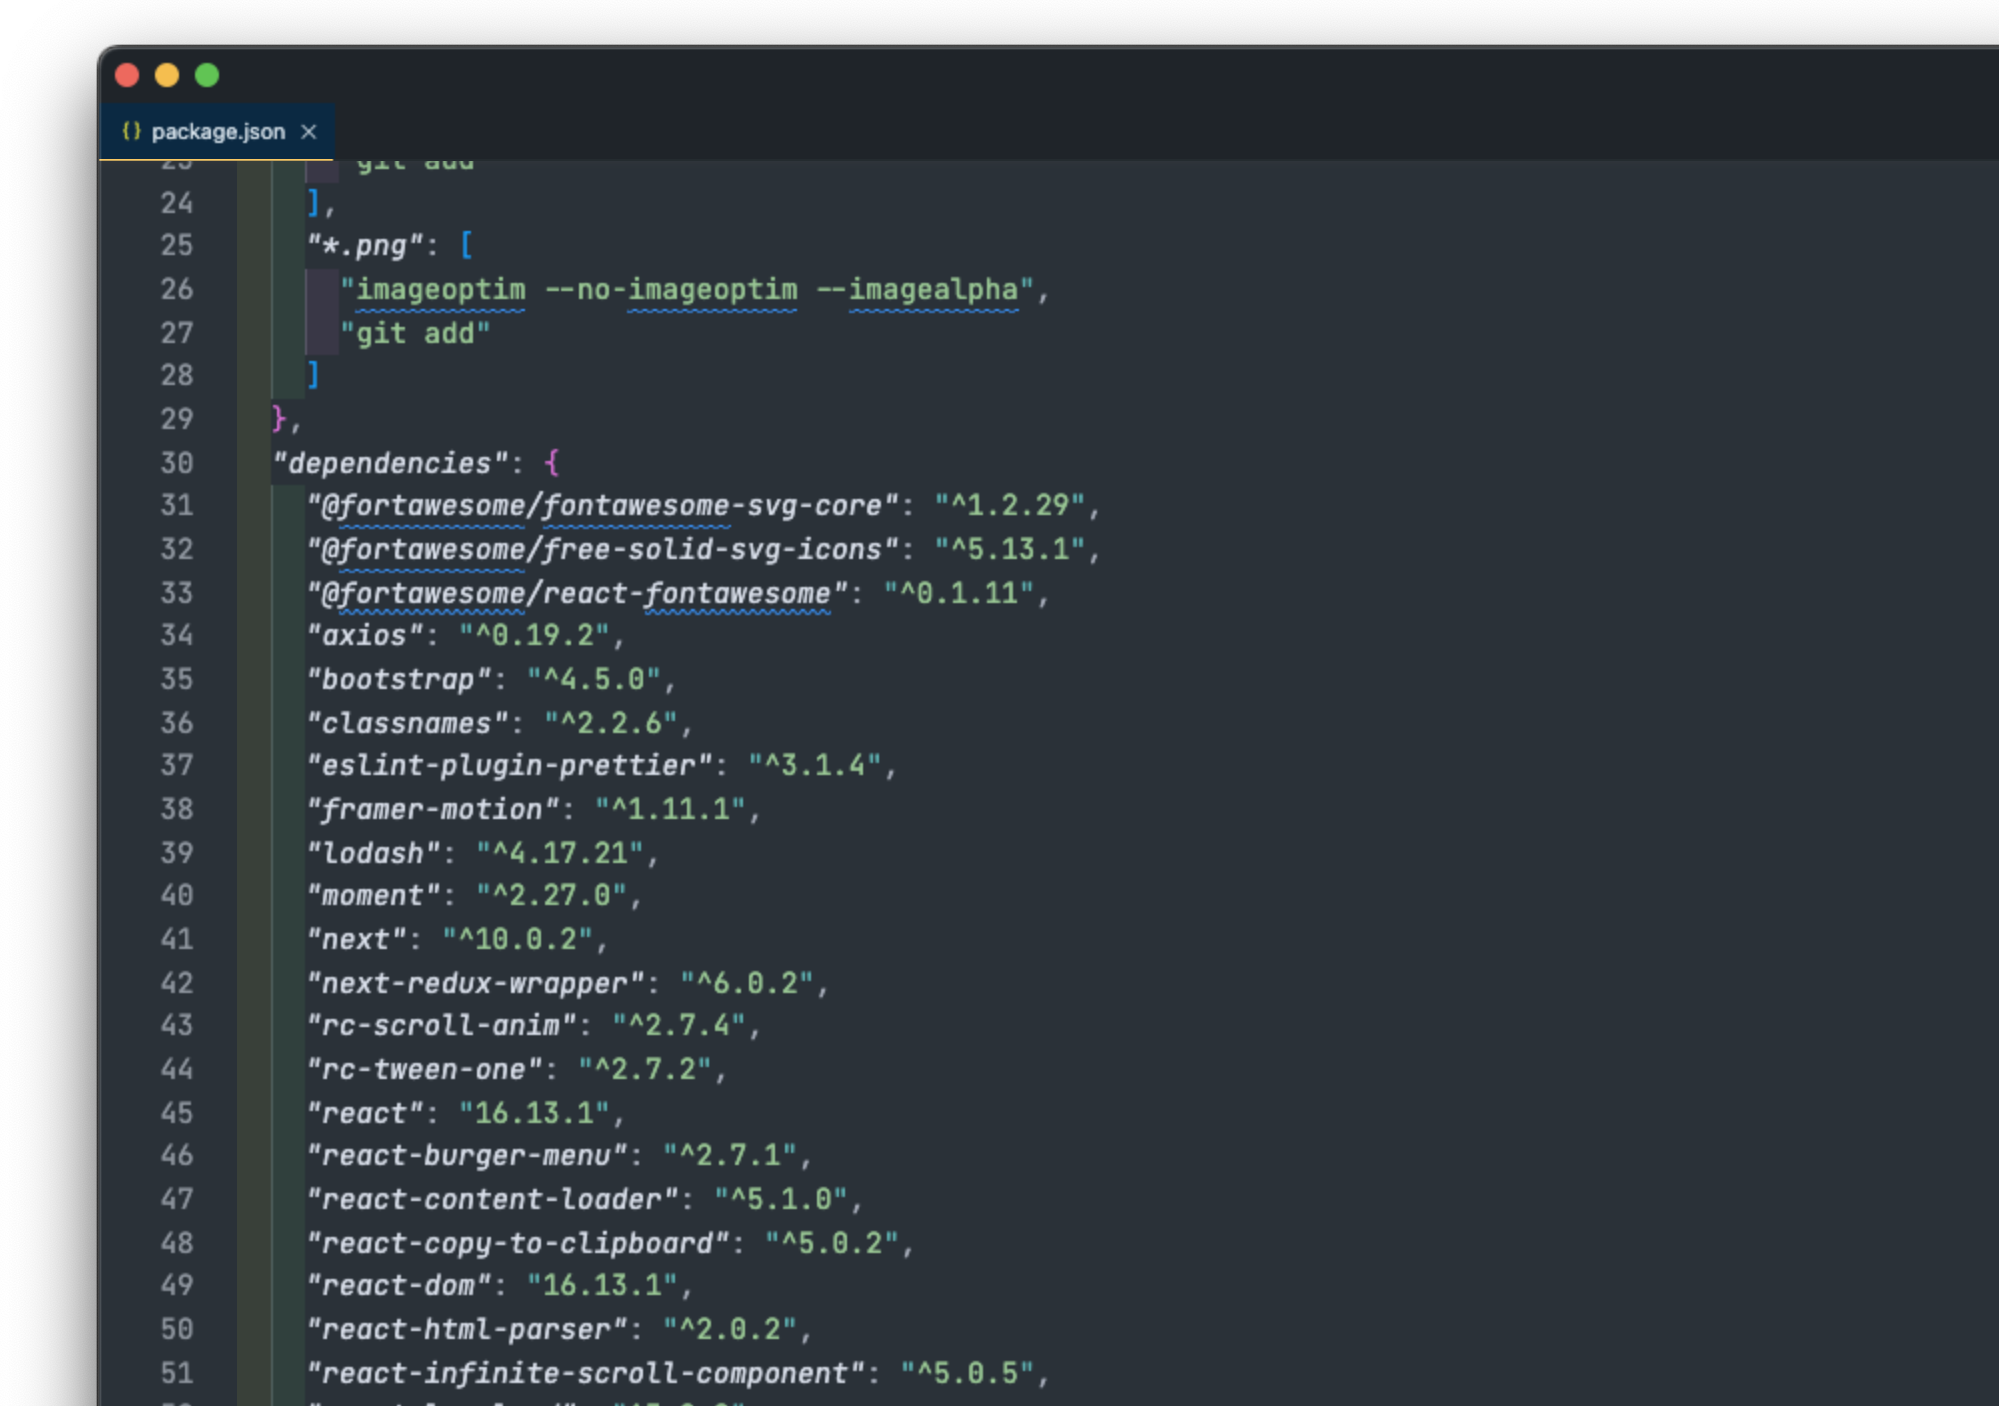 {} package.json ×
23 "git add"
24 ],
25 "*.png": [
26 "imageoptim --no-imageoptim --imagealpha",
27 "git add"
28 ]
29 },
30 "dependencies": {
31 "@fortawesome/fontawesome-svg-core": "^1.2.29",
32 "@fortawesome/free-solid-svg-icons": "^5.13.1",
33 "@fortawesome/react-fontawesome": "^0.1.11",
34 "axios": "^0.19.2",
35 "bootstrap": "^4.5.0",
36 "classnames": "^2.2.6",
37 "eslint-plugin-prettier": "^3.1.4",
38 "framer-motion": "^1.11.1",
39 "lodash": "^4.17.21",
40 "moment": "^2.27.0",
41 "next": "^10.0.2",
42 "next-redux-wrapper": "^6.0.2",
43 "rc-scroll-anim": "^2.7.4",
44 "rc-tween-one": "^2.7.2",
45 "react": "16.13.1",
46 "react-burger-menu": "^2.7.1",
47 "react-content-loader": "^5.1.0",
48 "react-copy-to-clipboard": "^5.0.2",
49 "react-dom": "16.13.1",
50 "react-html-parser": "^2.0.2",
51 "react-infinite-scroll-component": "^5.0.5",